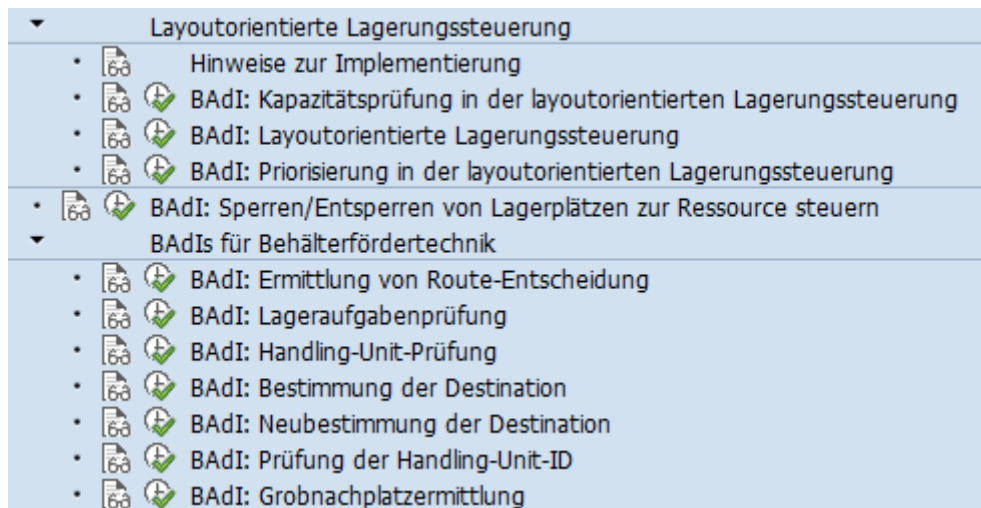 Layoutorientierte Lagerungssteuerung
Hinweise zur Implementierung
BAdI: Kapazitätsprüfung in der layoutorientierten Lagerungssteuerung
BAdI: Layoutorientierte Lagerungssteuerung
BAdI: Priorisierung in der layoutorientierten Lagerungssteuerung
BAdI: Sperren/Entsperren von Lagerplätzen zur Ressource steuern
BAdIs für Behälterfördertechnik
BAdI: Ermittlung von Route-Entscheidung
BAdI: Lageraufgabenprüfung
BAdI: Handling-Unit-Prüfung
BAdI: Bestimmung der Destination
BAdI: Neubestimmung der Destination
BAdI: Prüfung der Handling-Unit-ID
BAdI: Grobnachplatzermittlung